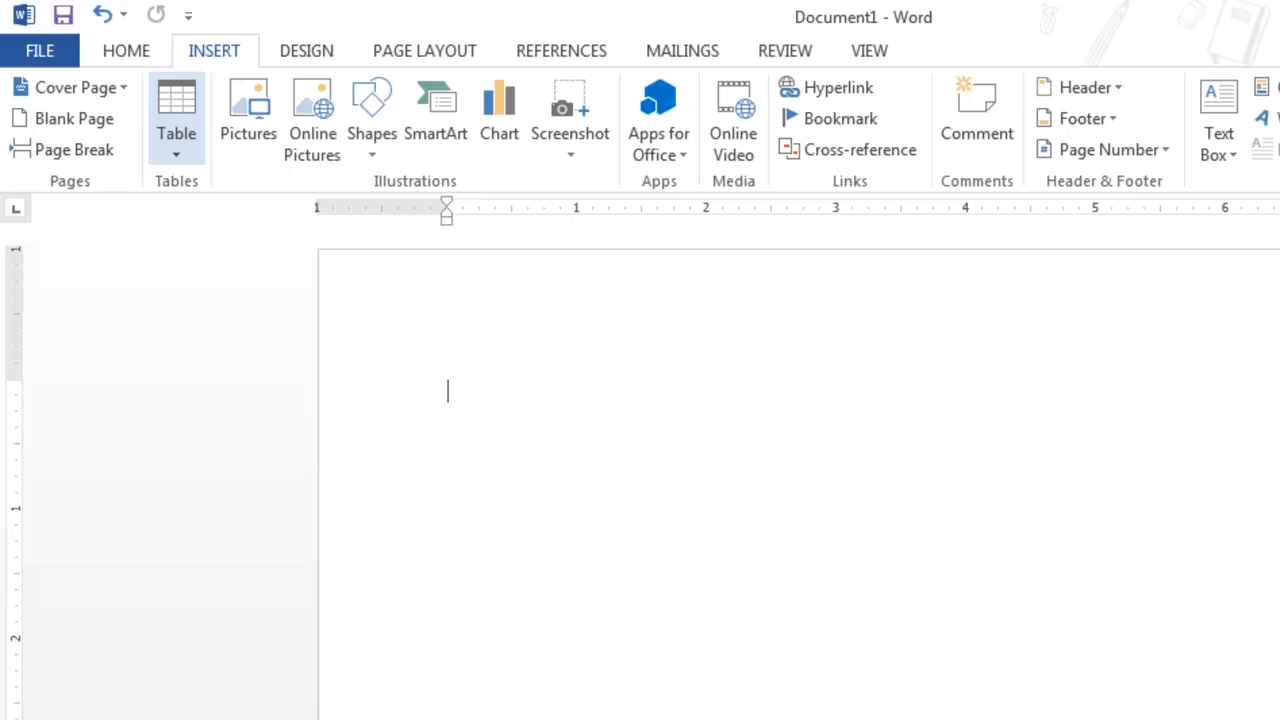 Document1 - Word
FILE HOME INSERT DESIGN PAGE LAYOUT REFERENCES MAILINGS REVIEW VIEW
Cover Page
Blank Page
Page Break
Pages
Table
Tables
Pictures
Online
Pictures
Shapes
SmartArt
Chart
Screenshot
Illustrations
Apps for
Office
Apps
Online
Video
Media
Hyperlink
Bookmark
Cross-reference
Links
Comment
Comments
Header
Footer
Page Number
Header & Footer
Text
Box
L
1 1 2 3 4 5 6
1
1
2